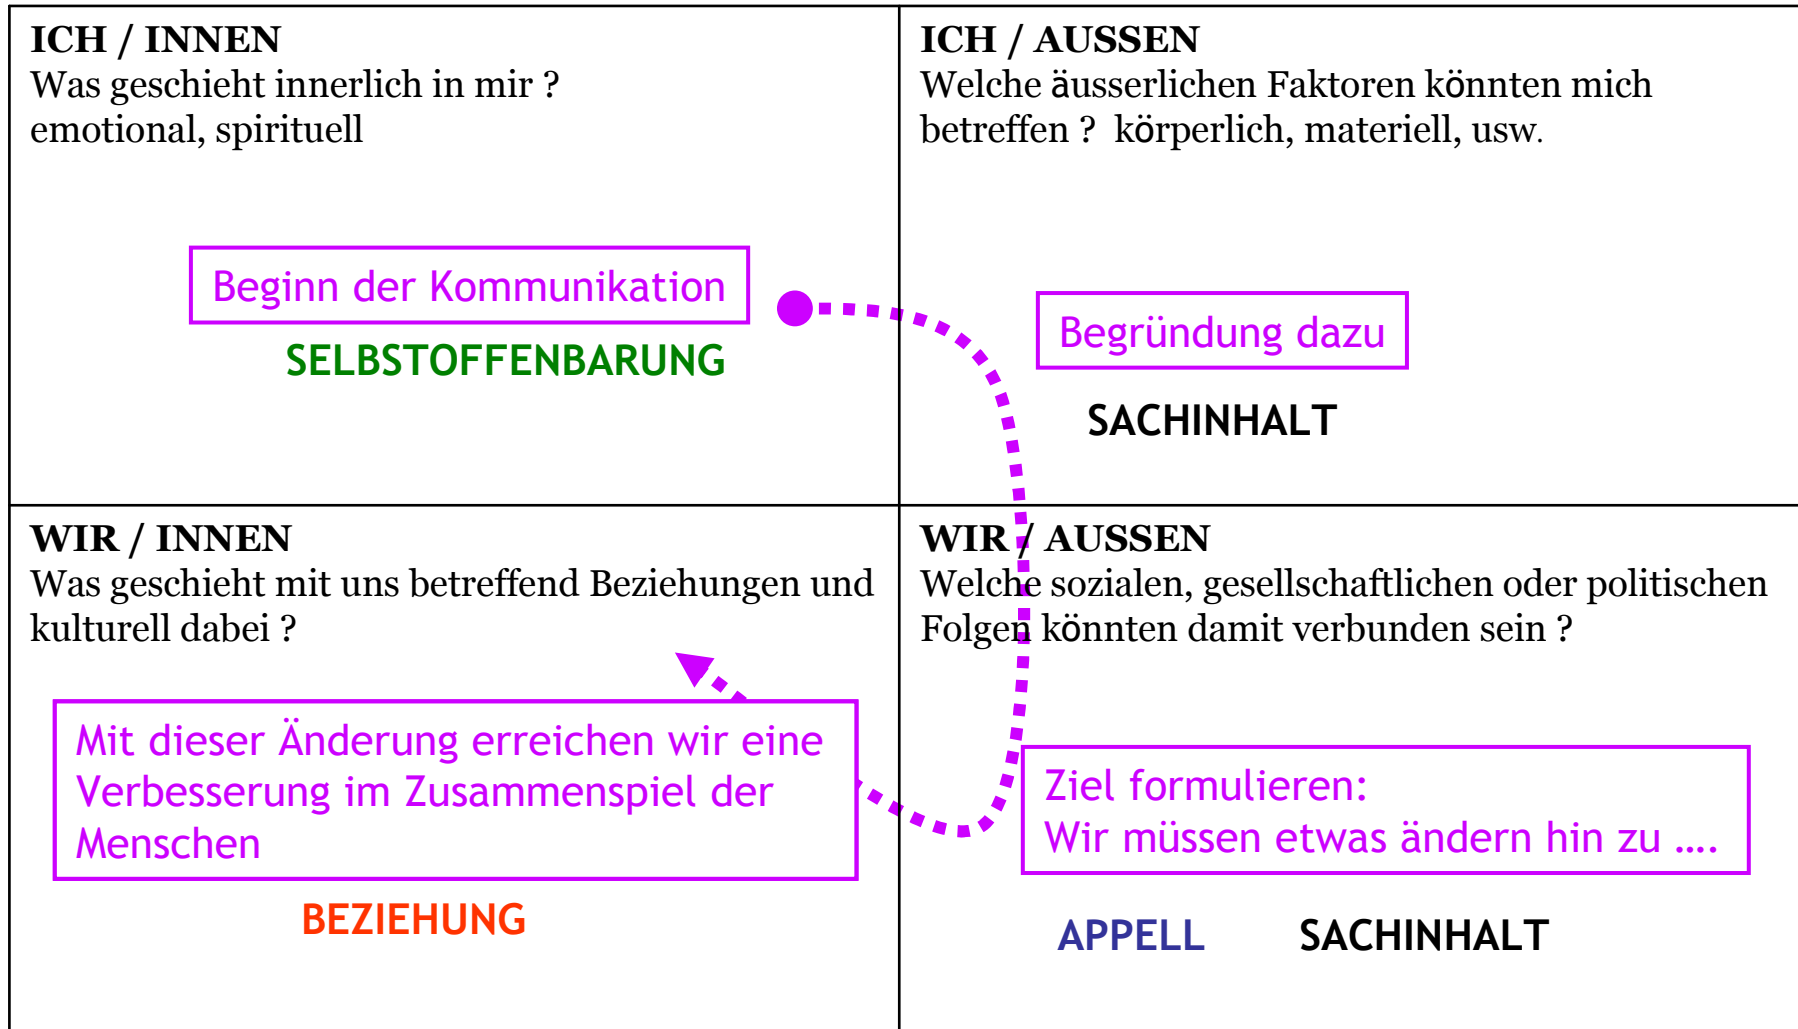 ICH / INNEN
Was geschieht innerlich in mir ?
emotional, spirituell
Beginn der Kommunikation
SELBSTOFFENBARUNG
ICH / AUSSEN
Welche äusserlichen Faktoren könnten mich
betreffen ?  körperlich, materiell, usw.
Begründung dazu
SACHINHALT
WIR / INNEN
Was geschieht mit uns betreffend Beziehungen und
kulturell dabei ?
Mit dieser Änderung erreichen wir eine
Verbesserung im Zusammenspiel der
Menschen
BEZIEHUNG
WIR / AUSSEN
Welche sozialen, gesellschaftlichen oder politischen
Folgen könnten damit verbunden sein ?
Ziel formulieren:
Wir müssen etwas ändern hin zu ….
APPELL SACHINHALT